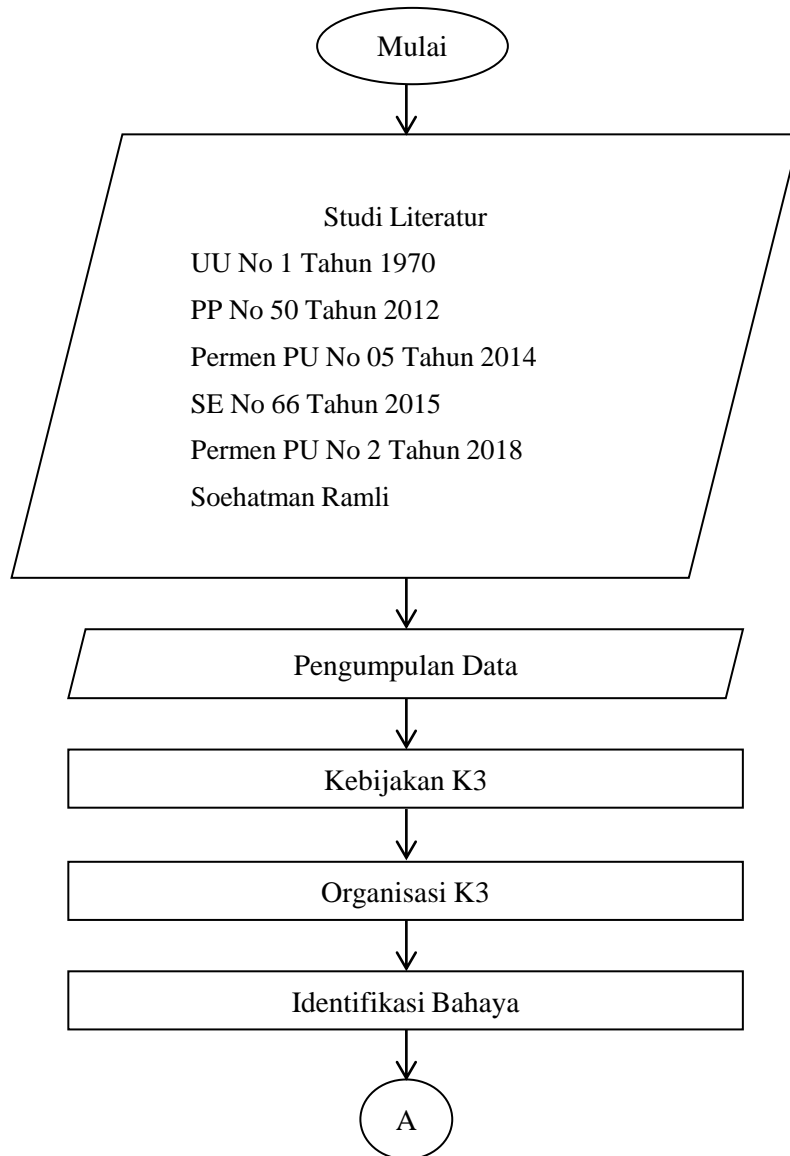 Mulai
Studi Literatur
UU No 1 Tahun 1970
PP No 50 Tahun 2012
Permen PU No 05 Tahun 2014
SE No 66 Tahun 2015
Permen PU No 2 Tahun 2018
Soehatman Ramli
Pengumpulan Data
Kebijakan K3
Organisasi K3
Identifikasi Bahaya
A